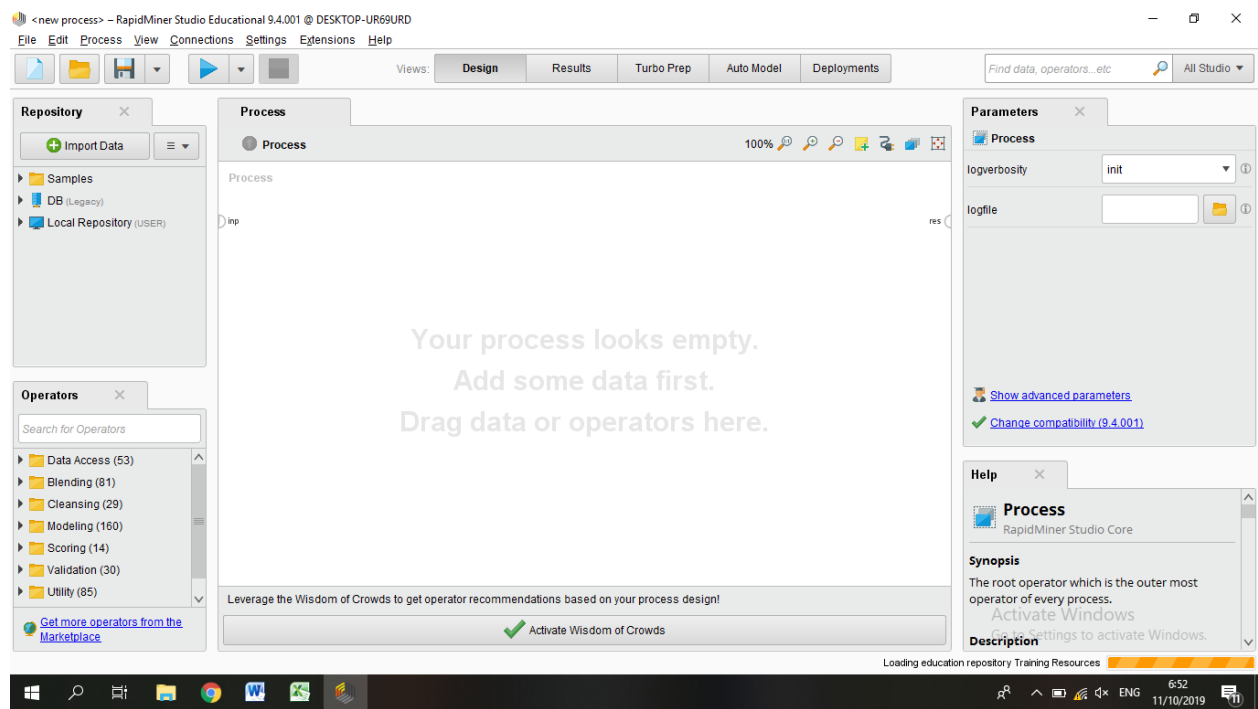 <new process> – RapidMiner Studio Educational 9.4.001 @ DESKTOP-UR69URD
File Edit Process View Connections Settings Extensions Help
Views: Design Results Turbo Prep Auto Model Deployments
Find data, operators...etc
All Studio
Repository
Import Data
Samples
DB (Legacy)
Local Repository (USER)
Operators
Search for Operators
Data Access (53)
Blending (81)
Cleansing (29)
Modeling (160)
Scoring (14)
Validation (30)
Utility (85)
Get more operators from the
Marketplace
Process
Process
100%
Process
inp
res
Your process looks empty.
Add some data first.
Drag data or operators here.
Leverage the Wisdom of Crowds to get operator recommendations based on your process design!
Activate Wisdom of Crowds
Parameters
Process
logverbosity
init
logfile
Show advanced parameters
Change compatibility (9.4.001)
Help
Process
RapidMiner Studio Core
Synopsis
The root operator which is the outer most
operator of every process.
Activate Windows
Go to Settings to activate Windows.
Description
Loading education repository Training Resources
ENG
6:52
11/10/2019
11